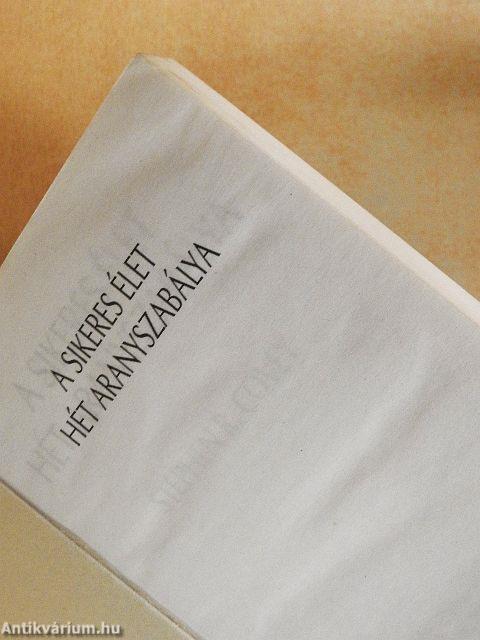 A SIKERES ÉLET
HÉT ARANYSZABÁLYA
Antikvárium.hu